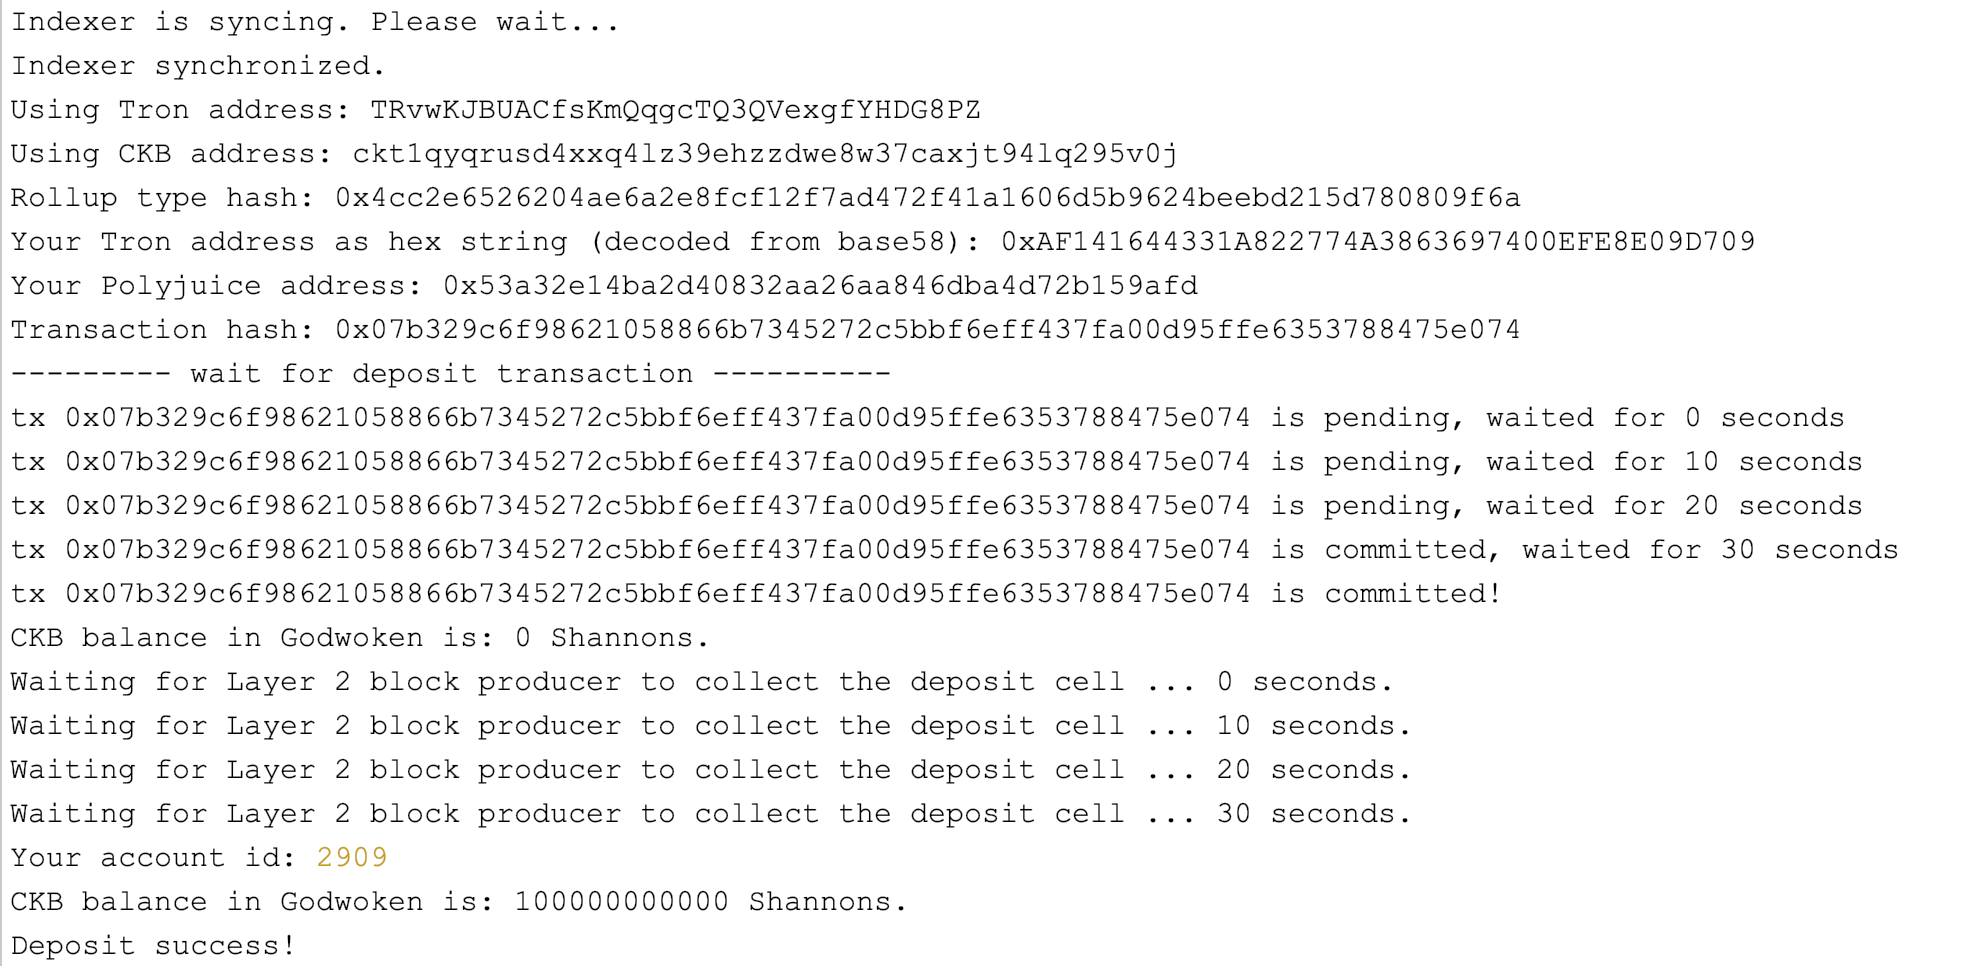 Indexer is syncing. Please wait...
Indexer synchronized.
Using Tron address: TRvwKJBUACfsKmQqgcTQ3QVexgfYHDG8PZ
Using CKB address: ckt1qyqrusd4xxq4lz39ehzzdwe8w37caxjt94lq295v0j
Rollup type hash: 0x4cc2e6526204ae6a2e8fcf12f7ad472f41a1606d5b9624beebd215d780809f6a
Your Tron address as hex string (decoded from base58): 0xAF141644331A822774A3863697400EFE8E09D709
Your Polyjuice address: 0x53a32e14ba2d40832aa26aa846dba4d72b159afd
Transaction hash: 0x07b329c6f98621058866b7345272c5bbf6eff437fa00d95ffe6353788475e074
--------- wait for deposit transaction ----------
tx 0x07b329c6f98621058866b7345272c5bbf6eff437fa00d95ffe6353788475e074 is pending, waited for 0 seconds
tx 0x07b329c6f98621058866b7345272c5bbf6eff437fa00d95ffe6353788475e074 is pending, waited for 10 seconds
tx 0x07b329c6f98621058866b7345272c5bbf6eff437fa00d95ffe6353788475e074 is pending, waited for 20 seconds
tx 0x07b329c6f98621058866b7345272c5bbf6eff437fa00d95ffe6353788475e074 is committed, waited for 30 seconds
tx 0x07b329c6f98621058866b7345272c5bbf6eff437fa00d95ffe6353788475e074 is committed!
CKB balance in Godwoken is: 0 Shannons.
Waiting for Layer 2 block producer to collect the deposit cell ... 0 seconds.
Waiting for Layer 2 block producer to collect the deposit cell ... 10 seconds.
Waiting for Layer 2 block producer to collect the deposit cell ... 20 seconds.
Waiting for Layer 2 block producer to collect the deposit cell ... 30 seconds.
Your account id: 2909
CKB balance in Godwoken is: 100000000000 Shannons.
Deposit success!